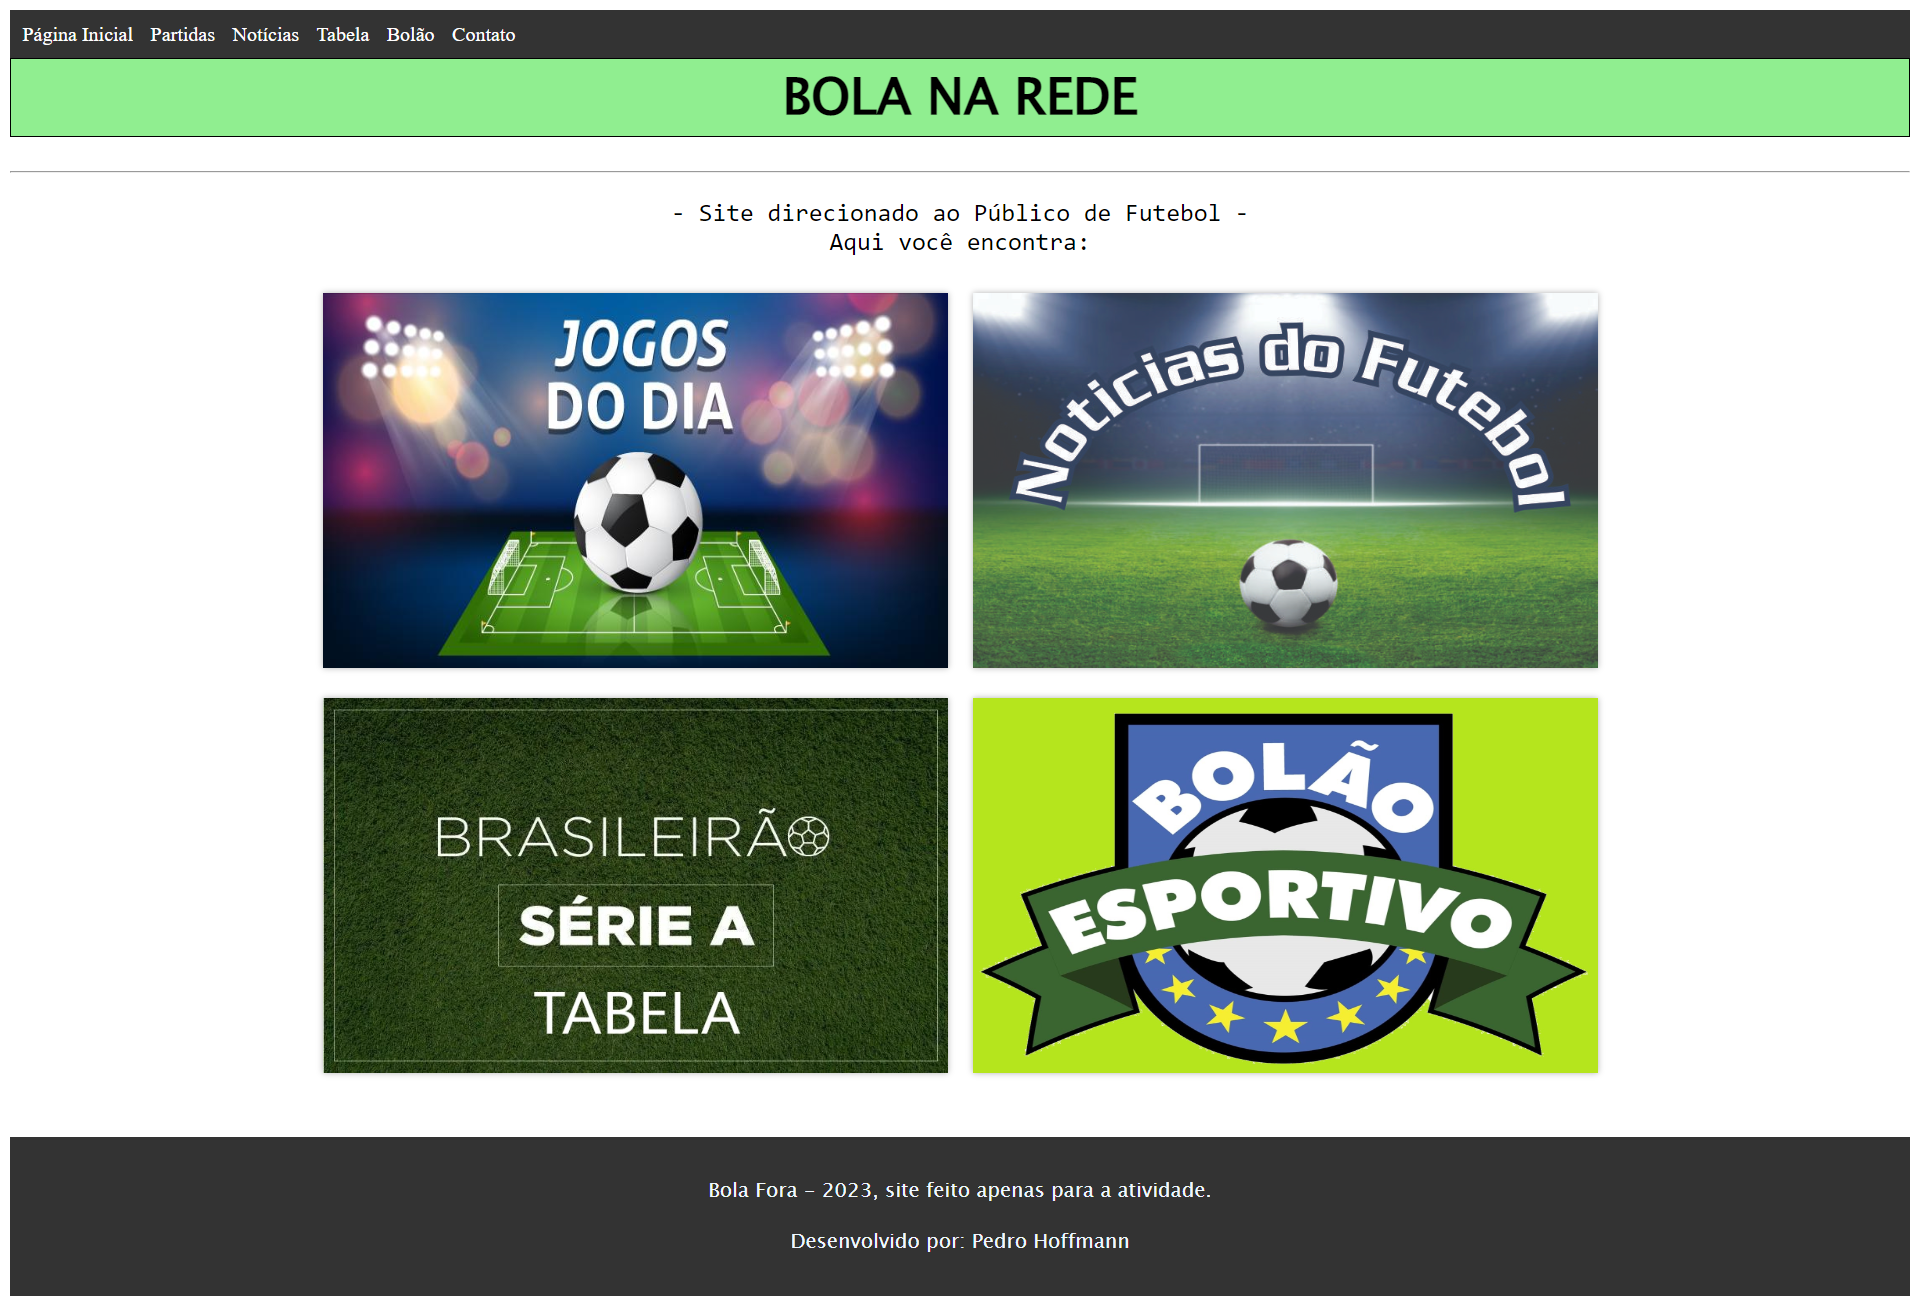 Página Inicial Partidas Notícias Tabela Bolão Contato
BOLA NA REDE
- Site direcionado ao Público de Futebol -
Aqui você encontra:
JOGOS
DO DIA
Noticias do Futebol
BRASILEIRÃO
SÉRIE A
TABELA
BOLÃO
ESPORTIVO
Bola Fora - 2023, site feito apenas para a atividade.
Desenvolvido por: Pedro Hoffmann